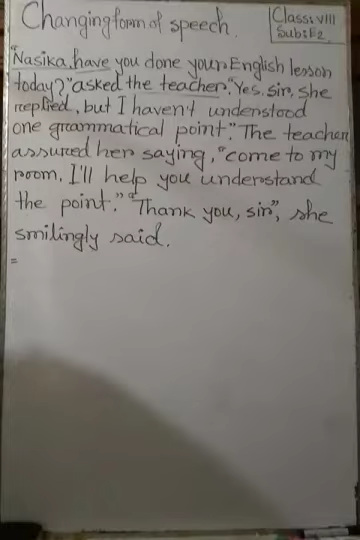 Changing form of speech.
Class: VIII
Sub: E2
"Nasika, have you done your English lesson
today?" asked the teacher. "Yes, sir, she
replied, but I haven't understood
one grammatical point." The teacher
assured her saying, "come to my
room. I'll help you understand
the point." "Thank you, sir", she
smilingly said.
=